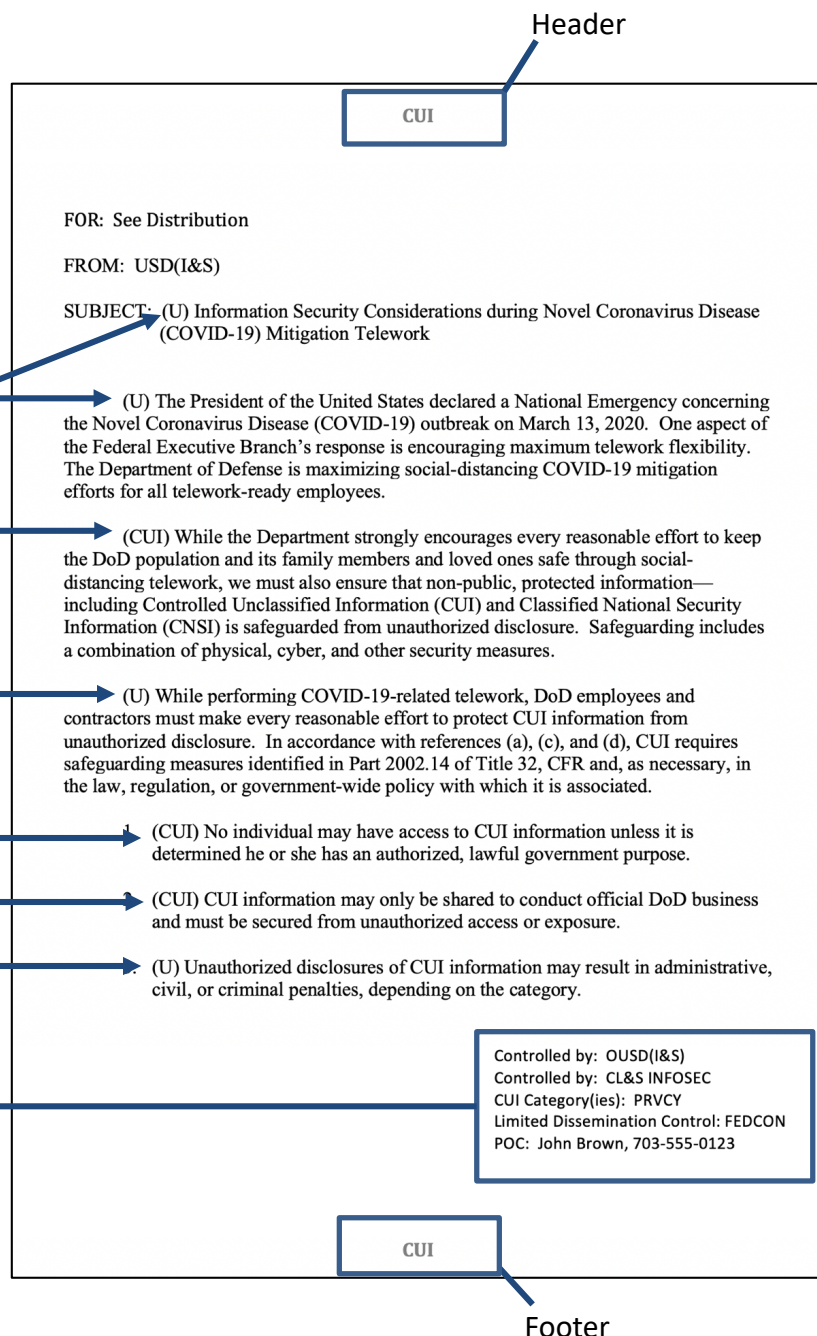 Header
CUI
FOR: See Distribution
FROM: USD(I&S)
SUBJECT: (U) Information Security Considerations during Novel Coronavirus Disease
(COVID-19) Mitigation Telework
(U) The President of the United States declared a National Emergency concerning
the Novel Coronavirus Disease (COVID-19) outbreak on March 13, 2020. One aspect of
the Federal Executive Branch’s response is encouraging maximum telework flexibility.
The Department of Defense is maximizing social-distancing COVID-19 mitigation
efforts for all telework-ready employees.
(CUI) While the Department strongly encourages every reasonable effort to keep
the DoD population and its family members and loved ones safe through social-
distancing telework, we must also ensure that non-public, protected information—
including Controlled Unclassified Information (CUI) and Classified National Security
Information (CNSI) is safeguarded from unauthorized disclosure. Safeguarding includes
a combination of physical, cyber, and other security measures.
(U) While performing COVID-19-related telework, DoD employees and
contractors must make every reasonable effort to protect CUI information from
unauthorized disclosure. In accordance with references (a), (c), and (d), CUI requires
safeguarding measures identified in Part 2002.14 of Title 32, CFR and, as necessary, in
the law, regulation, or government-wide policy with which it is associated.
(CUI) No individual may have access to CUI information unless it is
determined he or she has an authorized, lawful government purpose.
(CUI) CUI information may only be shared to conduct official DoD business
and must be secured from unauthorized access or exposure.
(U) Unauthorized disclosures of CUI information may result in administrative,
civil, or criminal penalties, depending on the category.
Controlled by: OUSD(I&S)
Controlled by: CL&S INFOSEC
CUI Category(ies): PRVCY
Limited Dissemination Control: FEDCON
POC: John Brown, 703-555-0123
CUI
Footer